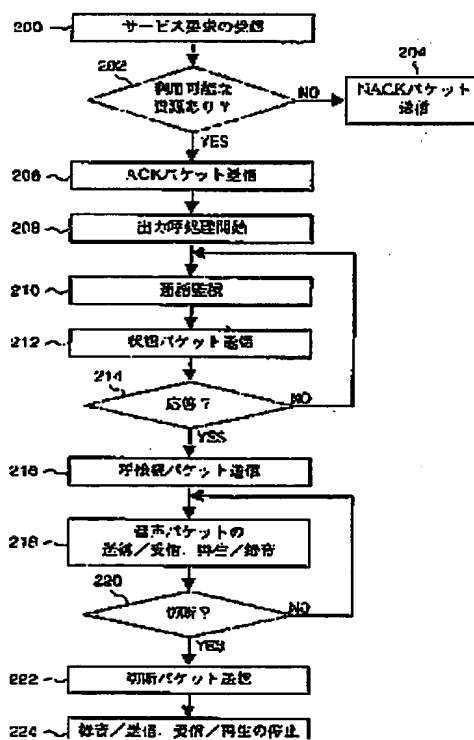 200
サービス要求の受信
202
利用可能な
資源あり?
NO
204
NACKパケット
送信
YES
206
ACKパケット送信
208
出力呼処理開始
210
212
状態パケット送信
214
応答?
NO
YES
216
呼接続パケット送信
218
音声パケットの
送信/受信、再生/録音
220
切断?
NO
YES
222
切断パケット送信
224
録音/送信、受信/再生の停止